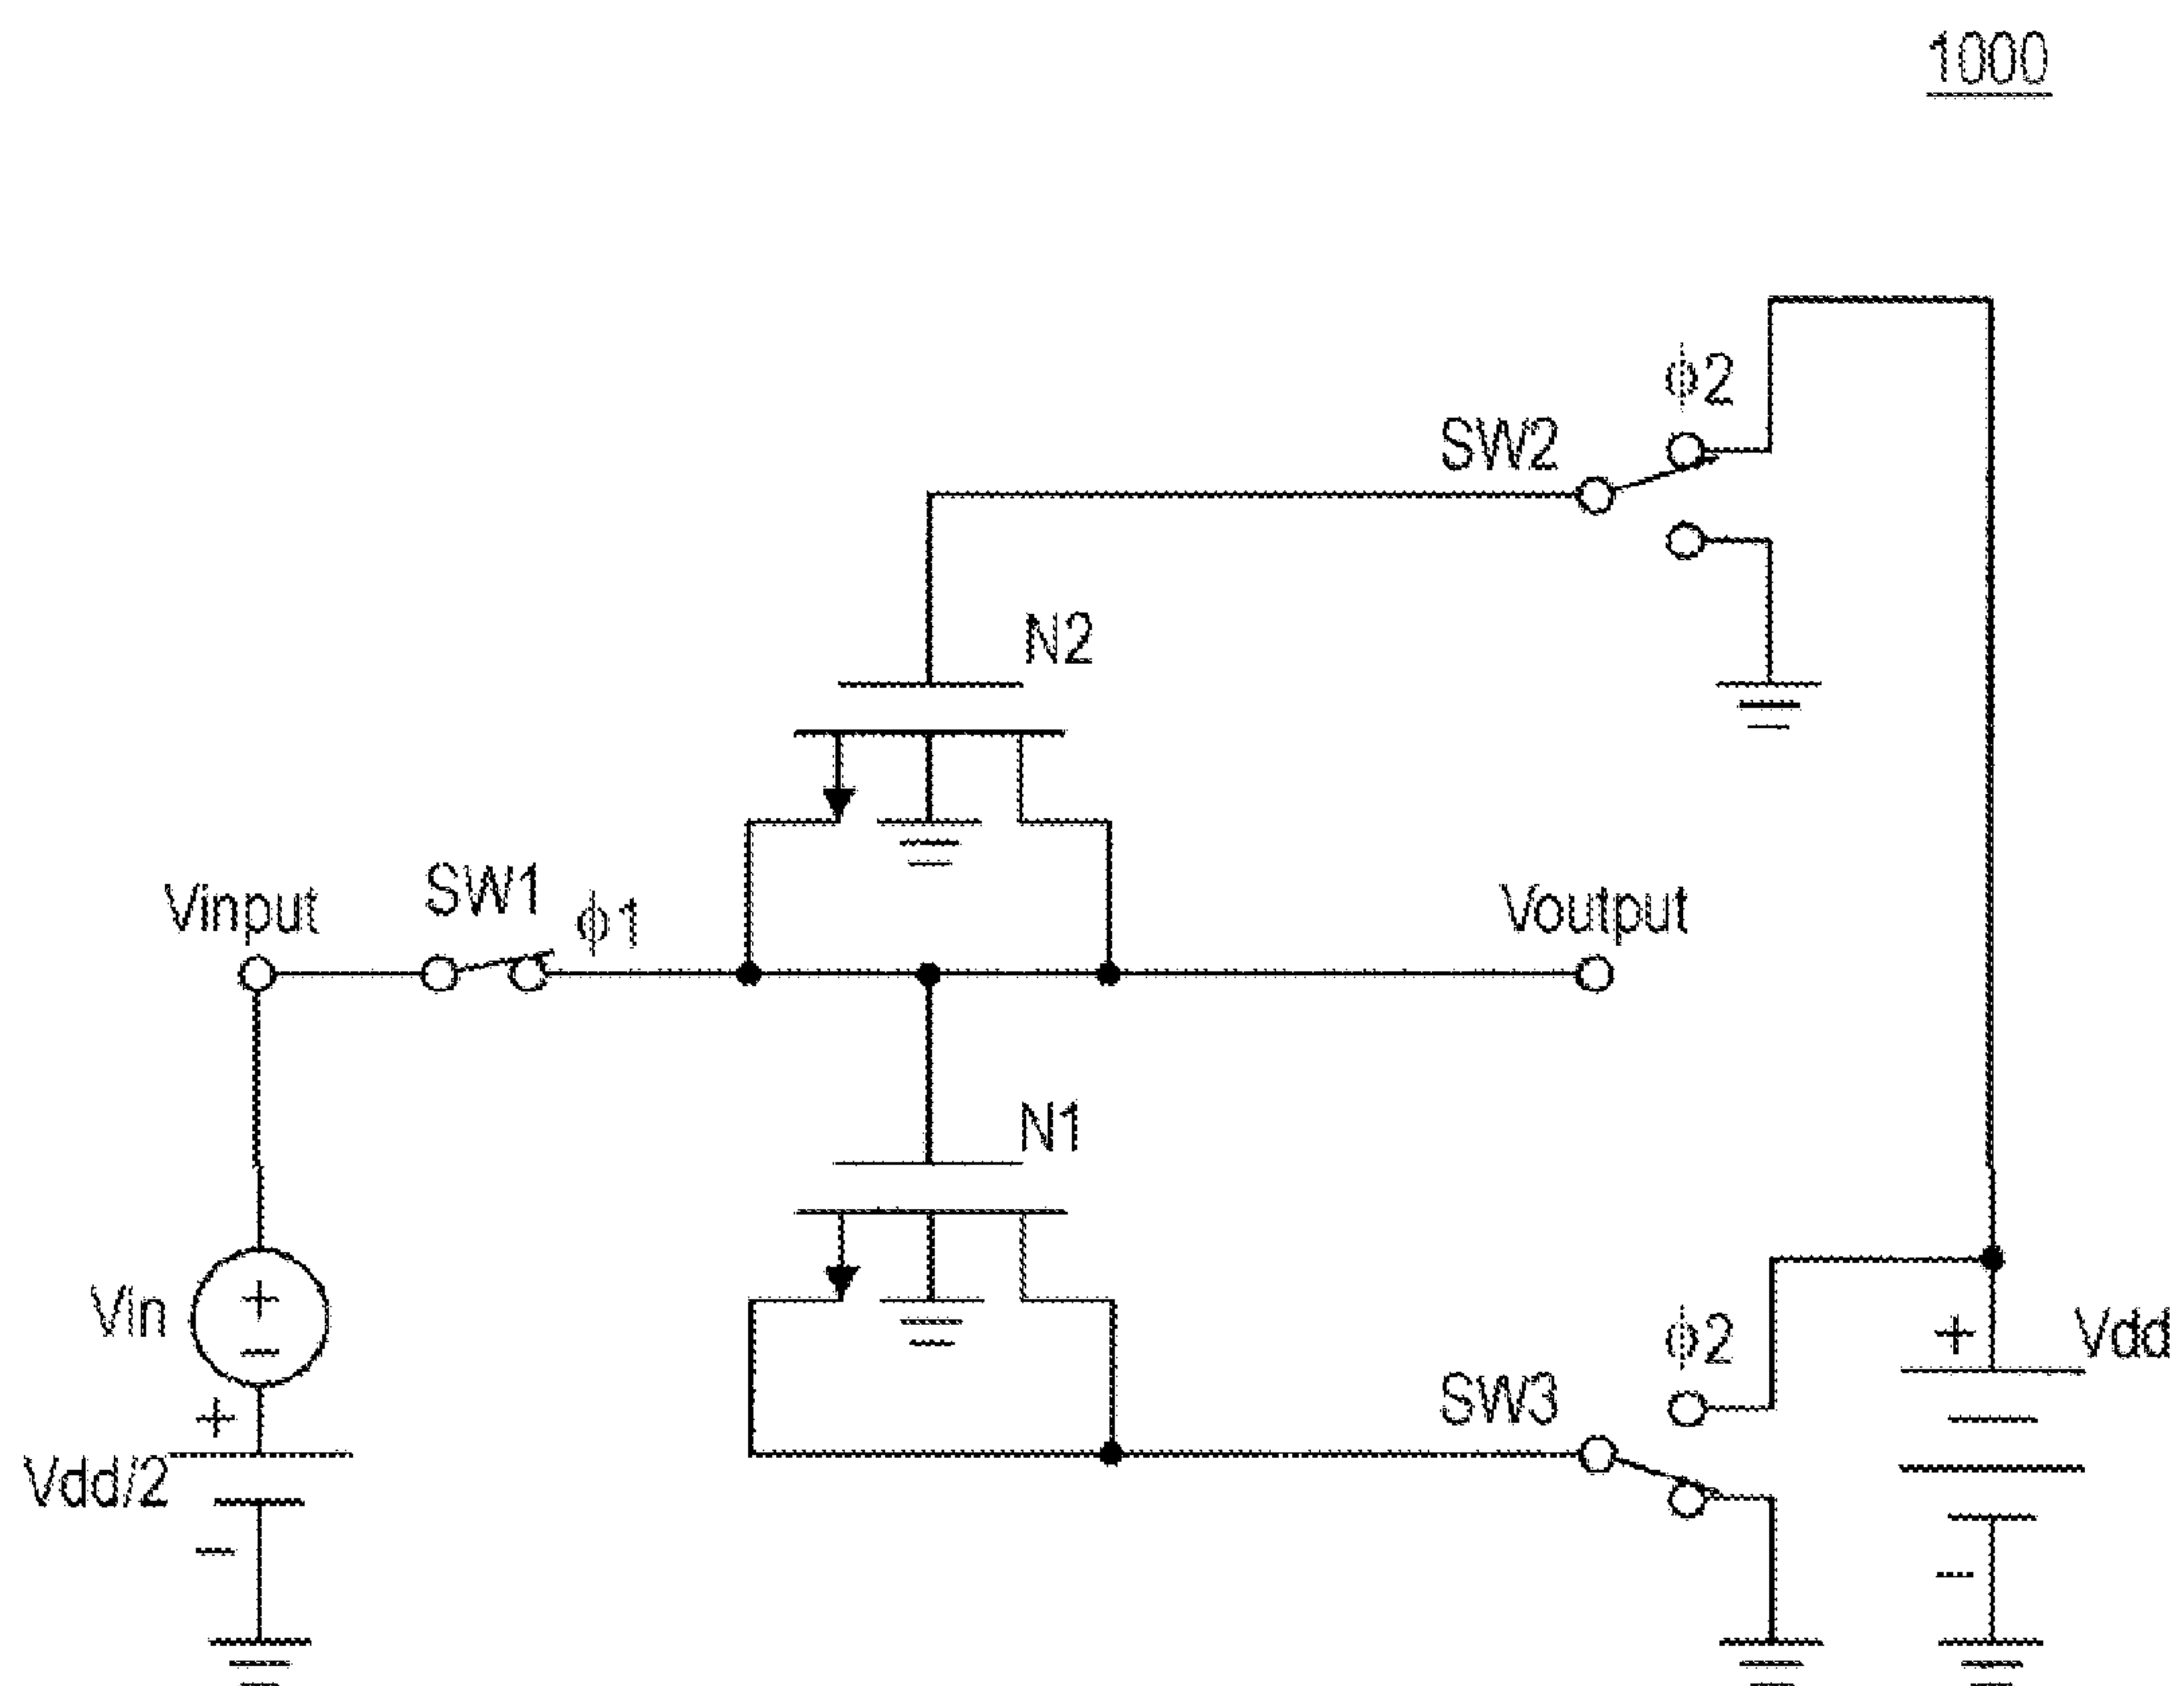 1000
ϕ2
SW2
N2
Vinput
SW1
ϕ1
Voutput
N1
Vin
+
−
+
Vdd/2
−
ϕ2
SW3
+
Vdd
−